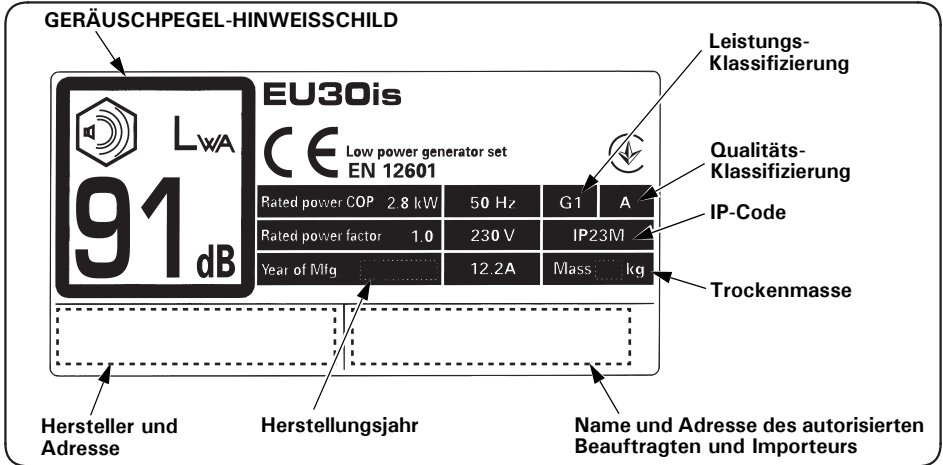 GERÄUSCHPEGEL-HINWEISSCHILD
Leistungs-
Klassifizierung
EU30is
LWA
CE
Low power generator set
EN 12601
91 dB
Qualitäts-
Klassifizierung
Rated power COP 2.8 kW 50 Hz G1 A
IP-Code
Rated power factor 1.0 230 V IP23M
Year of Mfg 12.2A Mass kg
Trockenmasse
Hersteller und
Adresse
Herstellungsjahr
Name und Adresse des autorisierten
Beauftragten und Importeurs